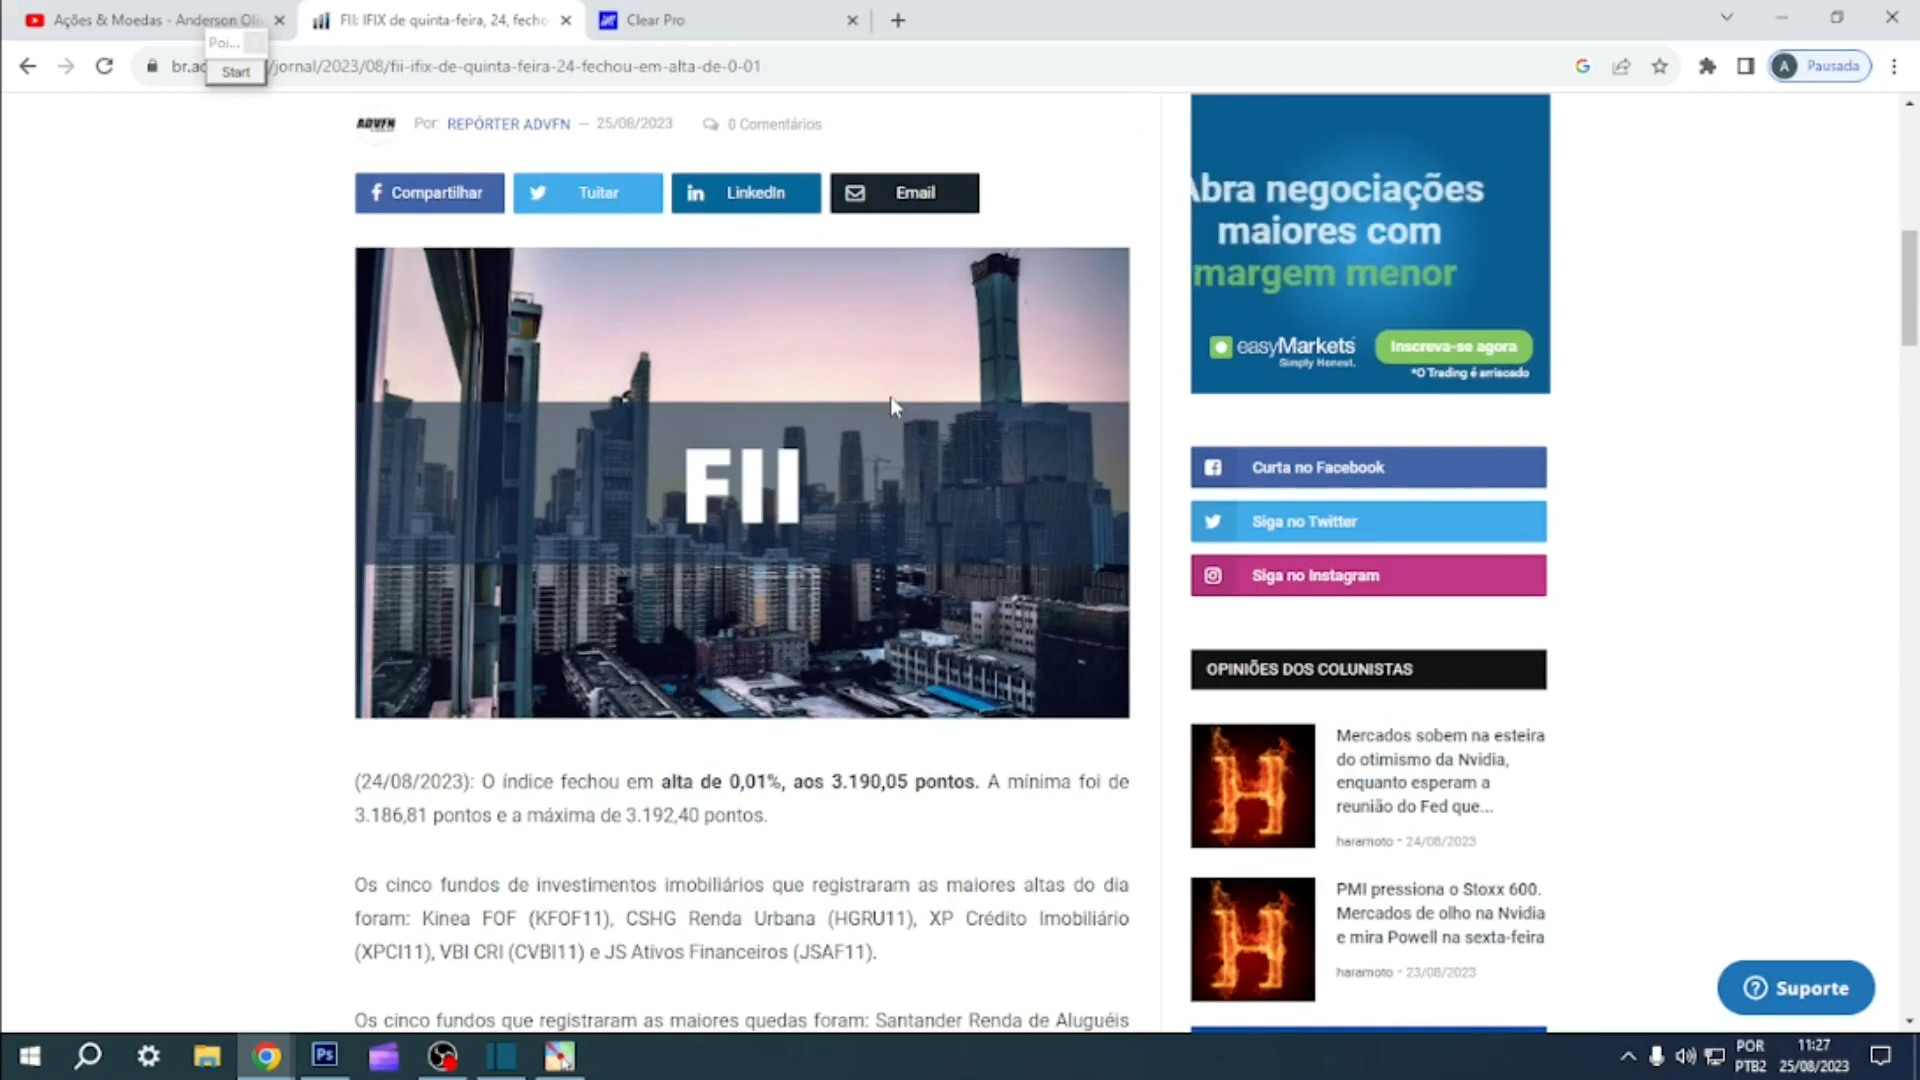 Ações & Moedas - Anderson Oli
FII: IFIX de quinta-feira, 24, fecho
Clear Pro
Poi...
Start
/jornal/2023/08/fii-ifix-de-quinta-feira-24-fechou-em-alta-de-0-01
A Pausada
ADVFN
Por: REPÓRTER ADVFN — 25/08/2023 0 Comentários
Compartilhar
Tuitar
LinkedIn
Email
FII
(24/08/2023): O índice fechou em alta de 0,01%, aos 3.190,05 pontos. A mínima foi de
3.186,81 pontos e a máxima de 3.192,40 pontos.
Os cinco fundos de investimentos imobiliários que registraram as maiores altas do dia
foram: Kinea FOF (KFOF11), CSHG Renda Urbana (HGRU11), XP Crédito Imobiliário
(XPCI11), VBI CRI (CVBI11) e JS Ativos Financeiros (JSAF11).
Os cinco fundos que registraram as maiores quedas foram: Santander Renda de Aluguéis
Abra negociações
maiores com
margem menor
easyMarkets
Simply Honest.
Inscreva-se agora
*O Trading é arriscado
Curta no Facebook
Siga no Twitter
Siga no Instagram
OPINIÕES DOS COLUNISTAS
Mercados sobem na esteira
do otimismo da Nvidia,
enquanto esperam a
reunião do Fed que...
haramoto - 24/08/2023
PMI pressiona o Stoxx 600.
Mercados de olho na Nvidia
e mira Powell na sexta-feira
haramoto - 23/08/2023
Suporte
Ps
POR
PTB2
11:27
25/08/2023